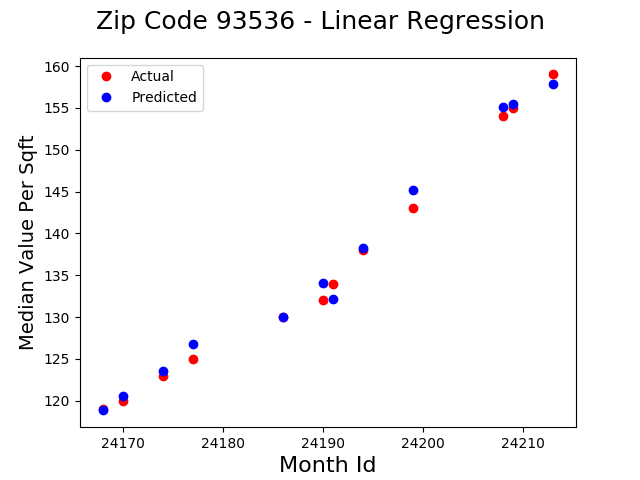 Zip Code 93536 - Linear Regression
Actual
Predicted
Median Value Per Sqft
160
155
150
145
140
135
130
125
120
24170 24180 24190 24200 24210
Month Id